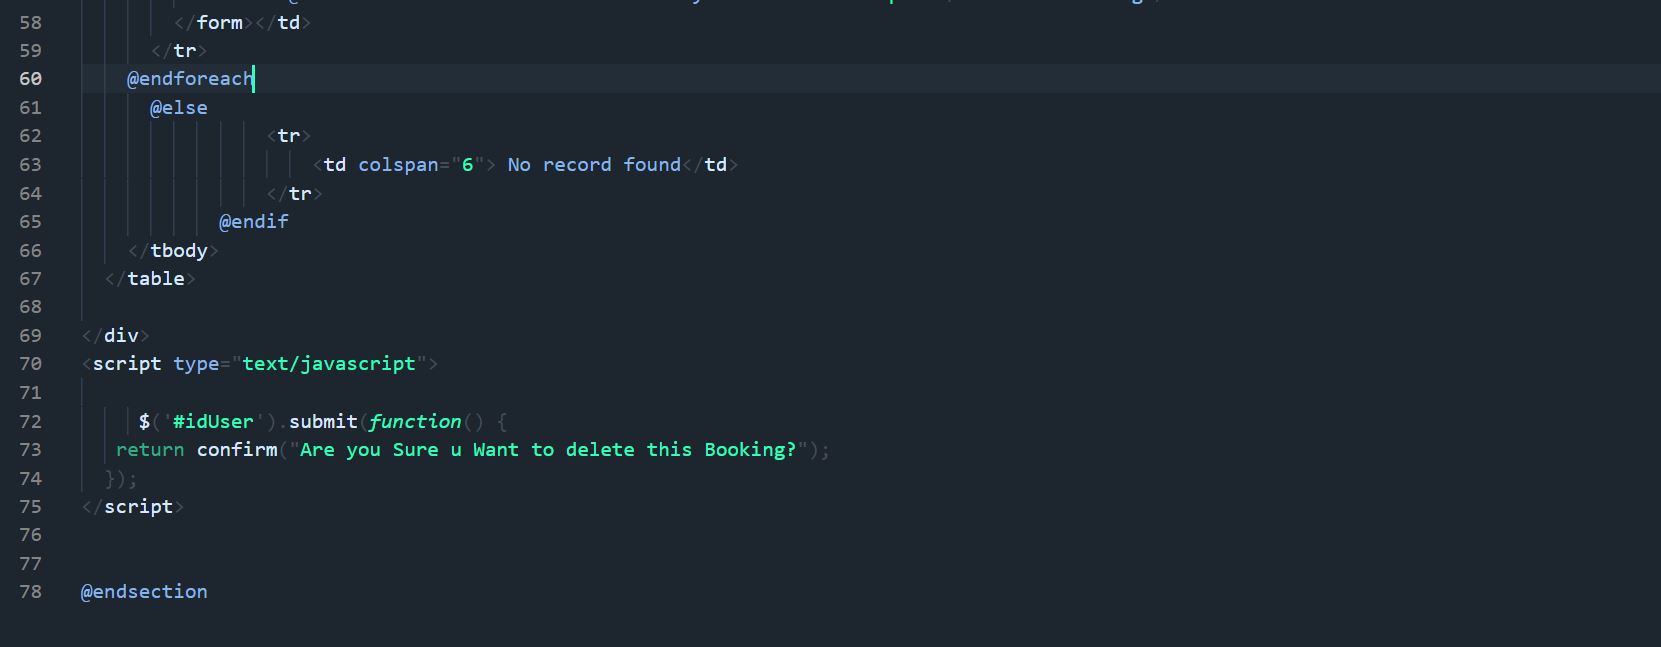 58 </form></td>
59 </tr>
60 @endforeach
61 @else
62 <tr>
63 <td colspan="6"> No record found</td>
64 </tr>
65 @endif
66 </tbody>
67 </table>
68
69 </div>
70 <script type="text/javascript">
71
72 $('#idUser').submit(function() {
73 return confirm("Are you Sure u Want to delete this Booking?");
74 });
75 </script>
76
77
78 @endsection